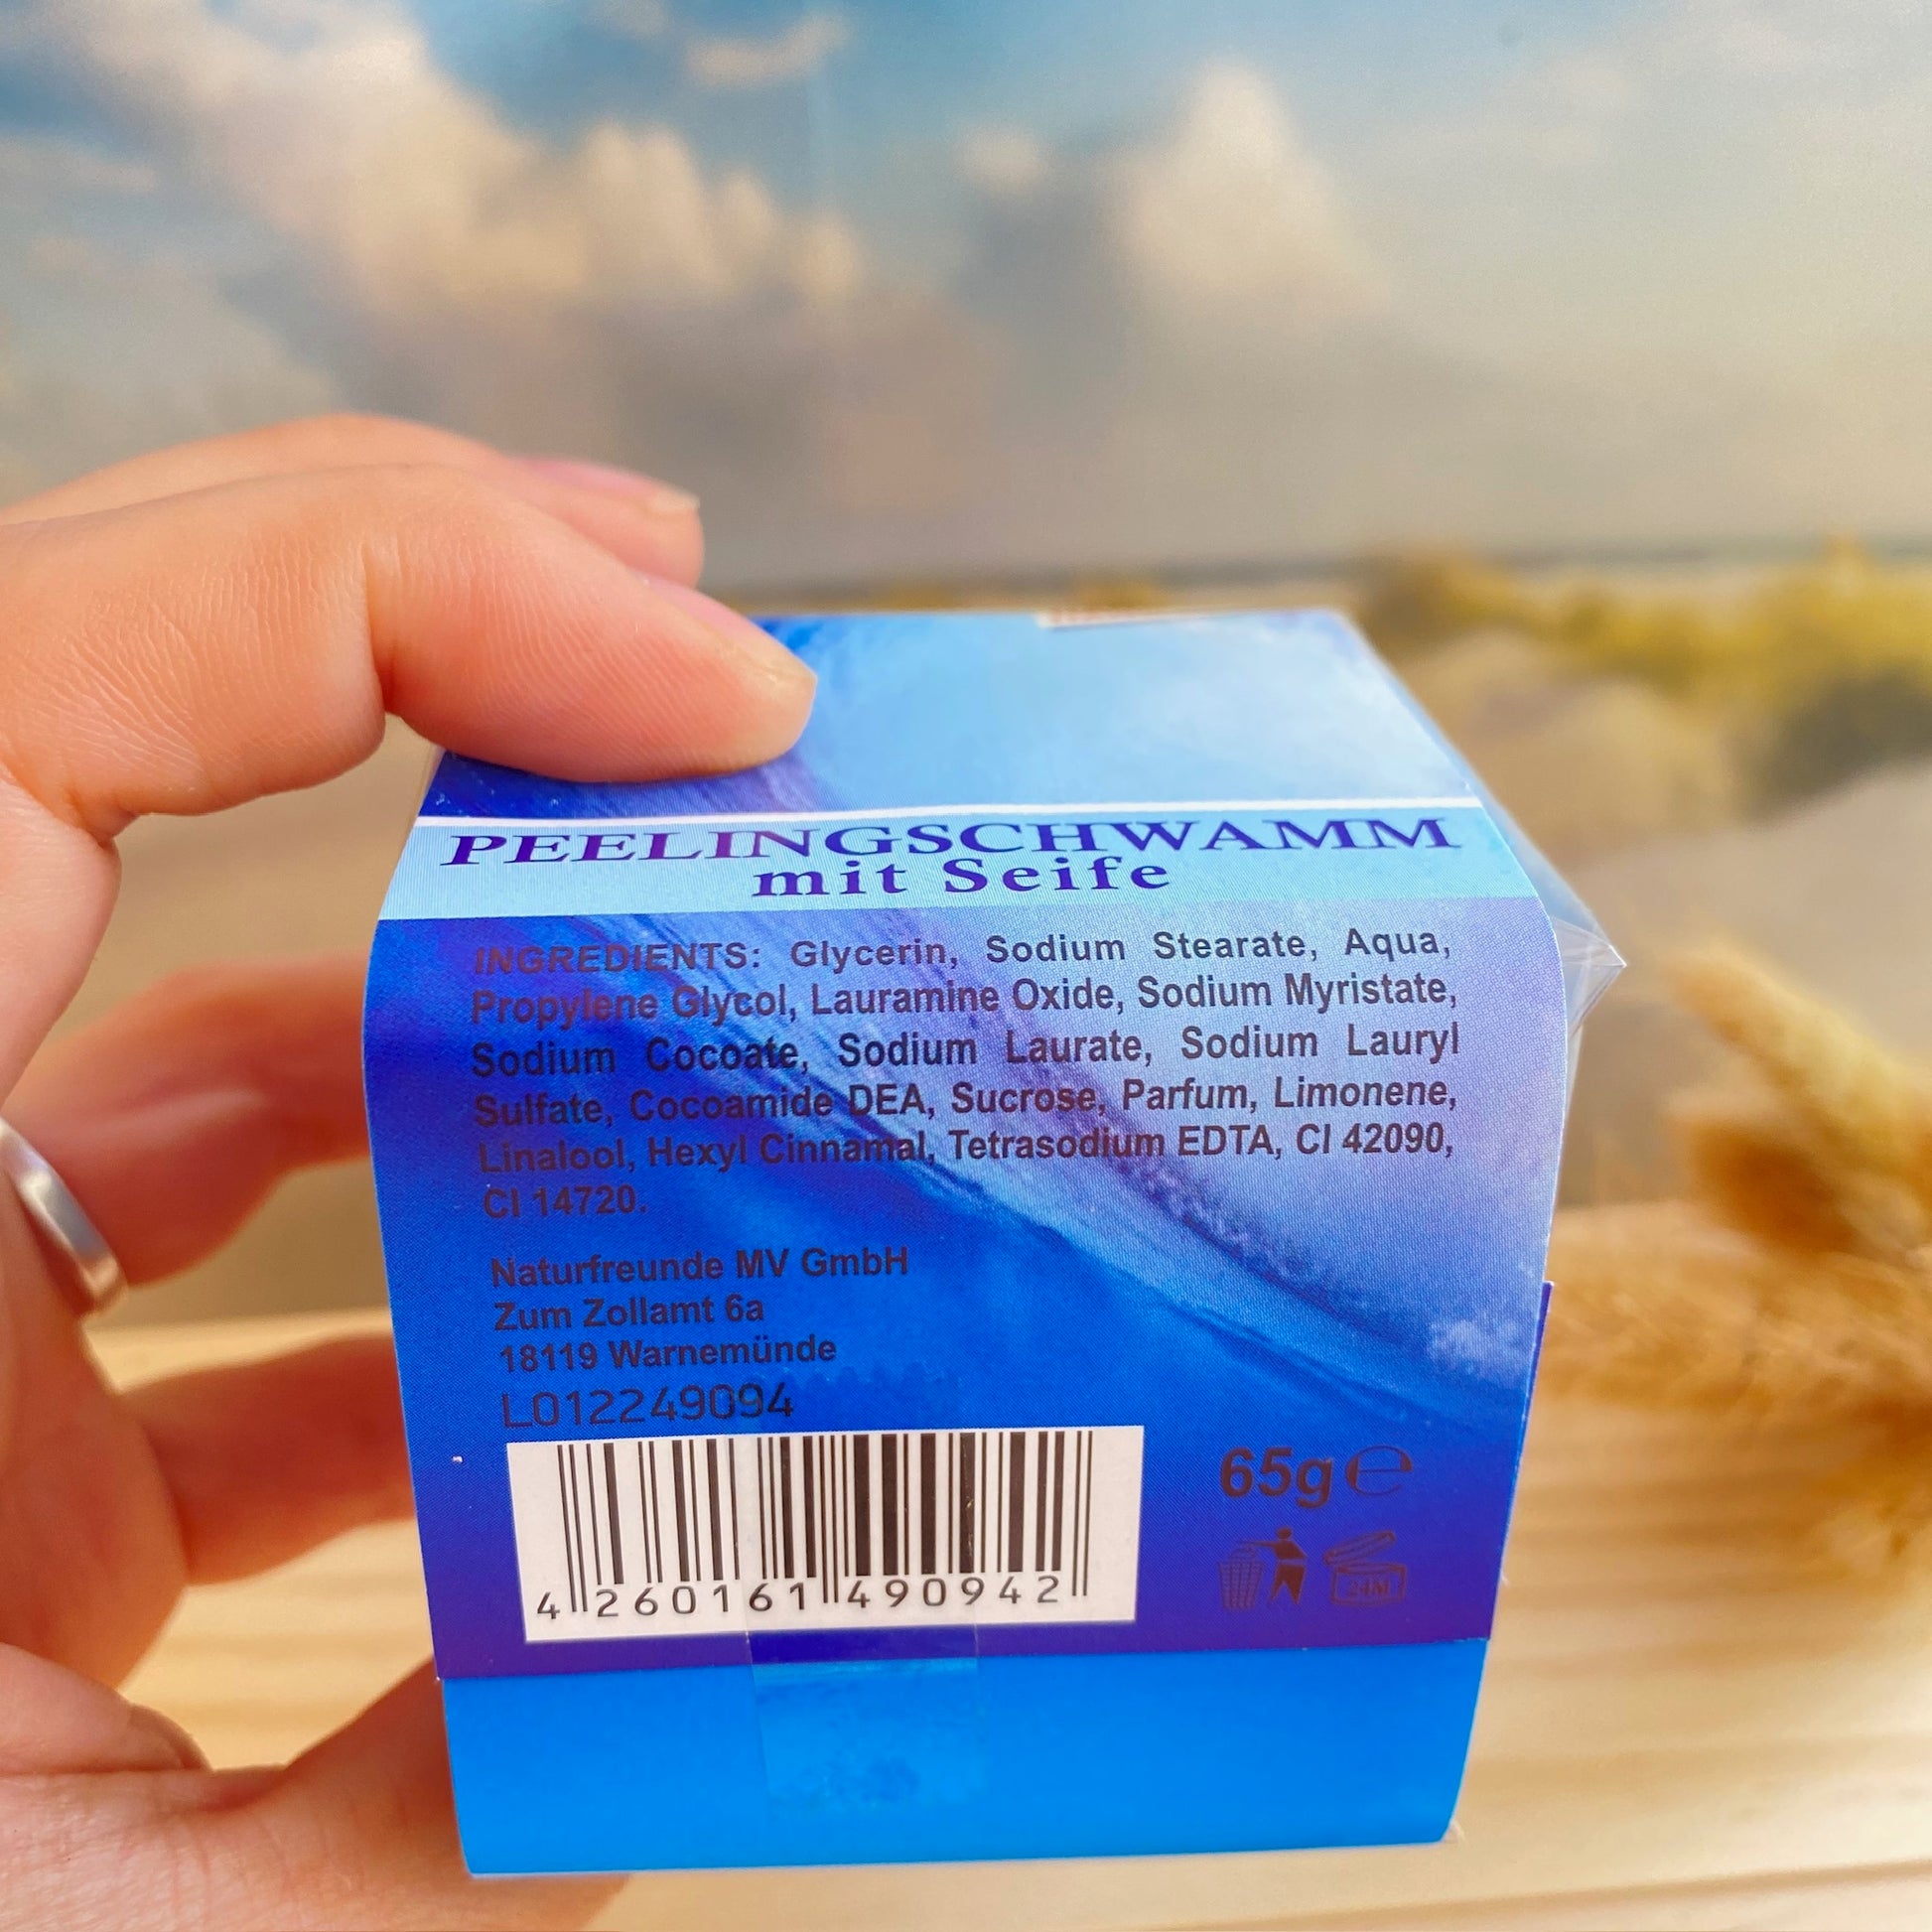 PEELINGSCHWAMM
mit Seife
INGREDIENTS: Glycerin, Sodium Stearate, Aqua,
Propylene Glycol, Lauramine Oxide, Sodium Myristate,
Sodium Cocoate, Sodium Laurate, Sodium Lauryl
Sulfate, Cocoamide DEA, Sucrose, Parfum, Limonene,
Linalool, Hexyl Cinnamal, Tetrasodium EDTA, CI 42090,
CI 14720.
Naturfreunde MV GmbH
Zum Zollamt 6a
18119 Warnemünde
L012249094
4 260161 490942
65g ℮
24M